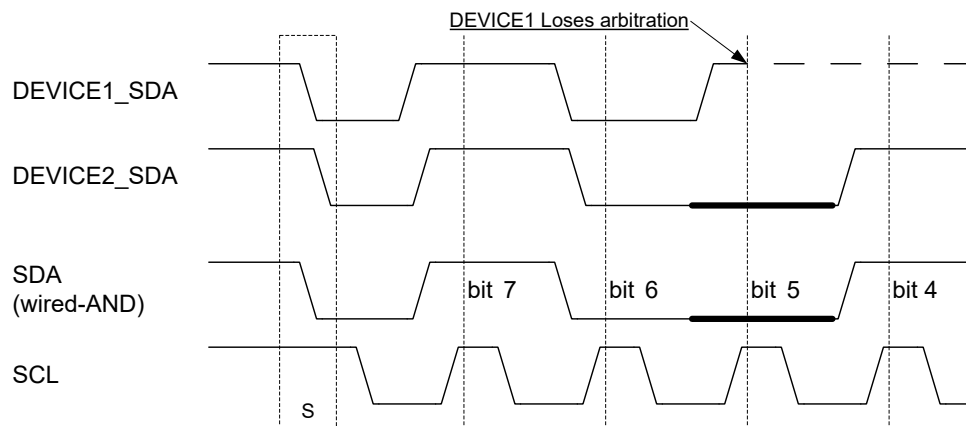 DEVICE1 Loses arbitration
DEVICE1_SDA
DEVICE2_SDA
SDA
(wired-AND)
bit 7
bit 6
bit 5
bit 4
SCL
S